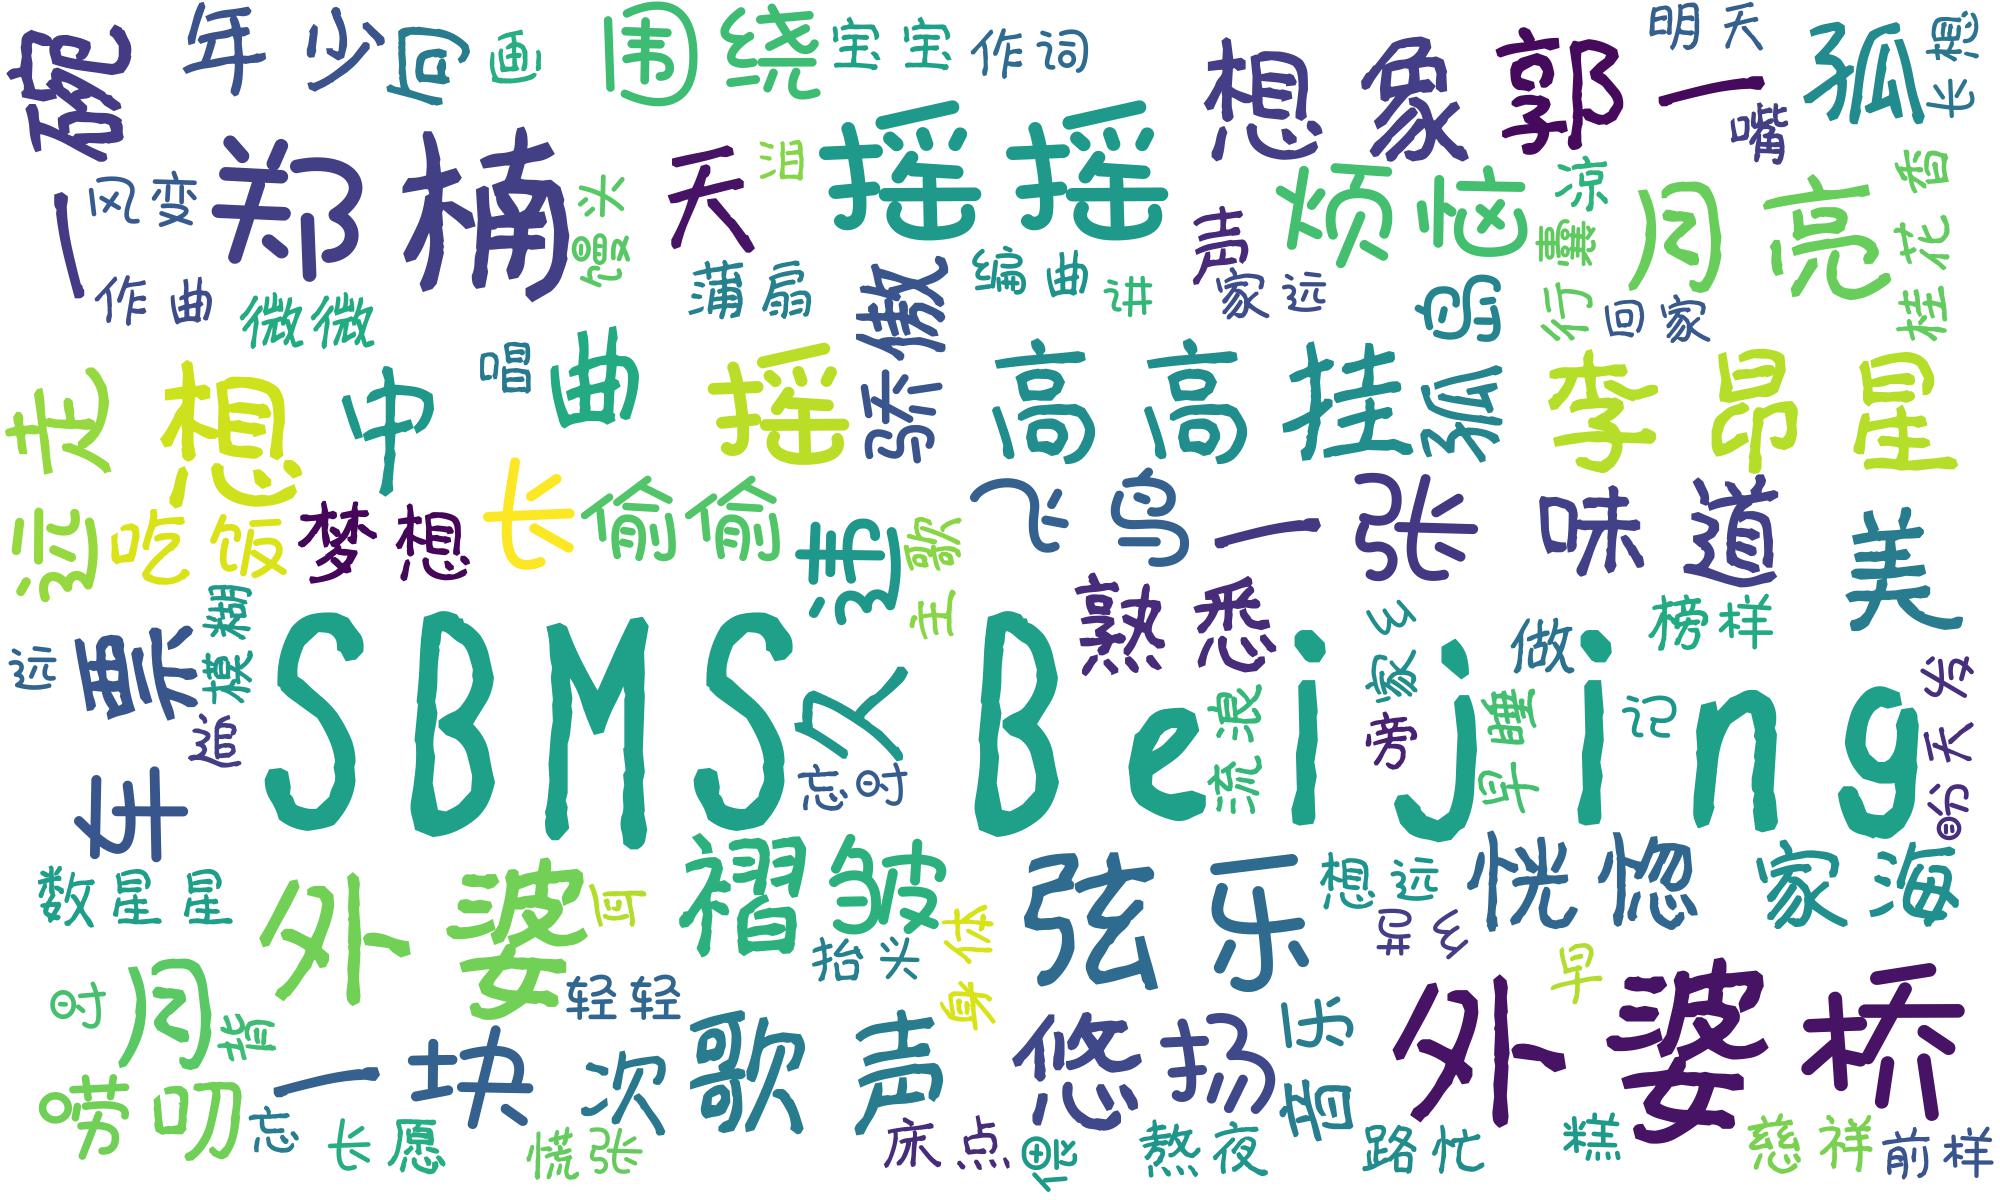 碗
年少
回
画
围绕
宝宝
作词
想象
郭一
明天
孤
长想
嘴
一
风变
郑楠
头
天
泪
摇摇
声
烦恼
凉
月亮
桂花香
行囊
作曲
微微
蒲扇
骄傲
编曲
讲
家远
孤岛
回家
走
想
中
唱
曲
摇
高高挂
李昂星
远
吃饭
梦想
长
偷偷
违
主歌
飞鸟
一张
味道
美
远
票
模糊
追
SBMS Beijing
久
熟悉
家乡
做
榜样
流浪
旁
早睡
记
分天发
车
忘时
数星星
外婆
褶皱
抬头
身体
弦乐
想远
异乡
恍惚
家海
时
月
背
轻轻
早
外婆桥
唠叨
忘
一块
次
歌声
悠扬
音乐
长愿
慌张
床点
熬夜
路忙
糕
慈祥
前样